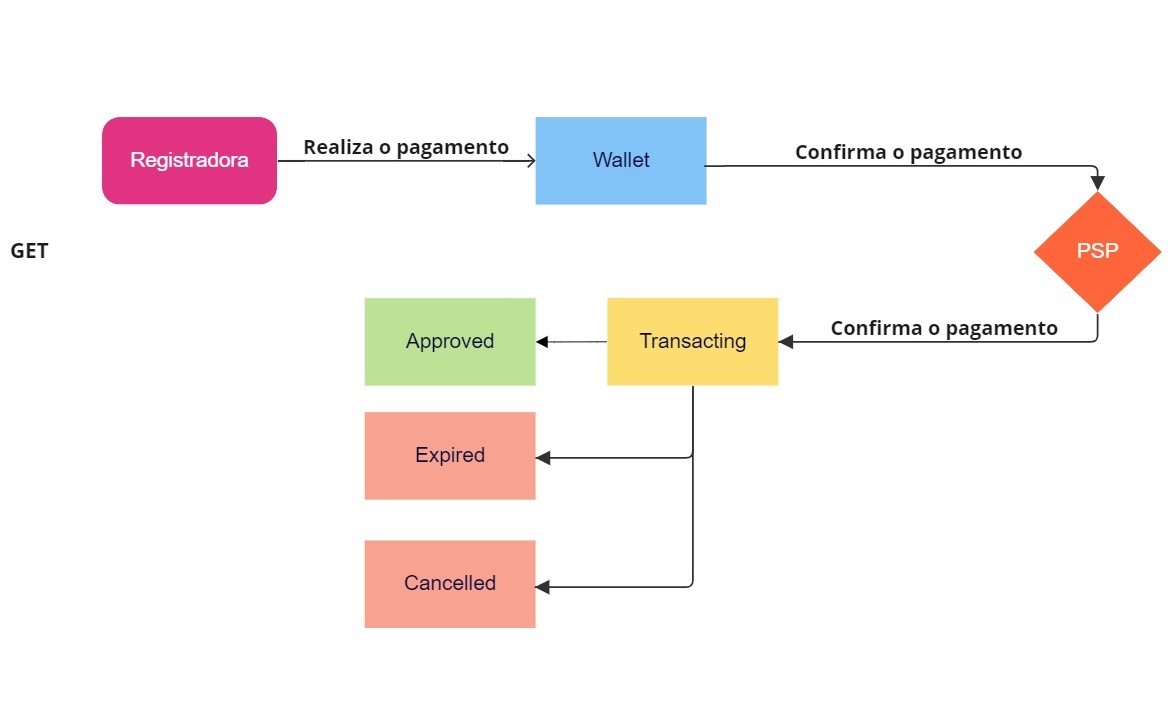 Registradora
Realiza o pagamento
Wallet
Confirma o pagamento
GET
PSP
Confirma o pagamento
Transacting
Approved
Expired
Cancelled